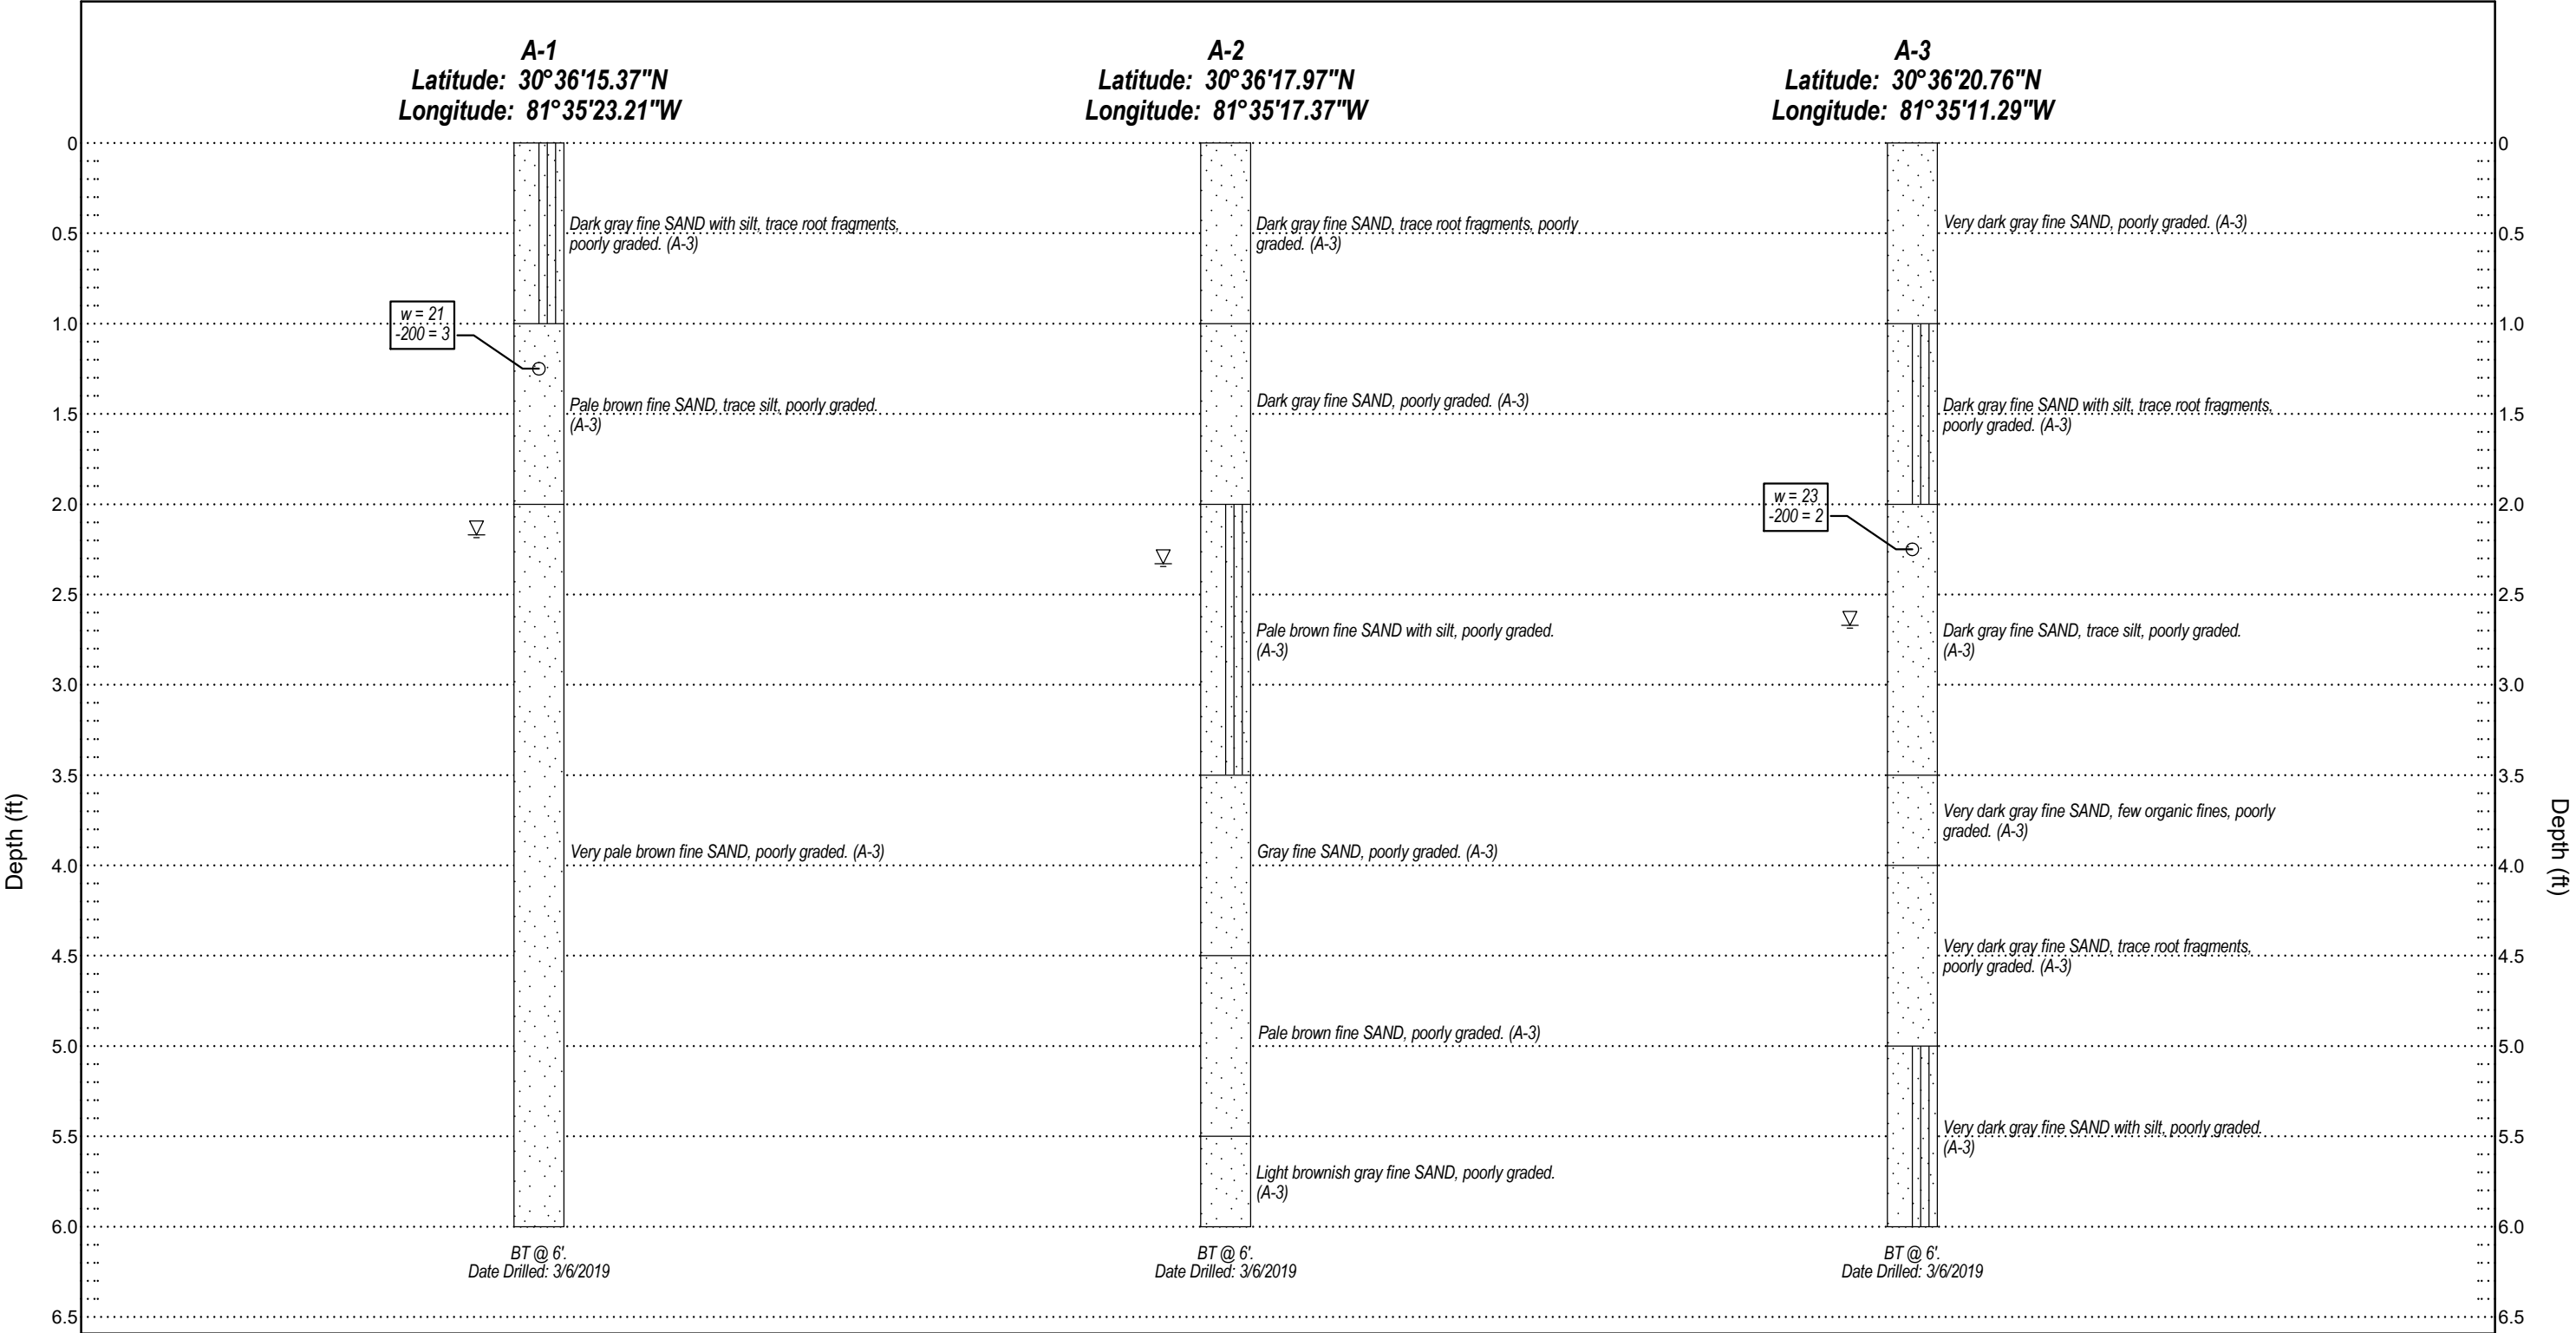 A-1
Latitude: 30°36'15.37"N
Longitude: 81°35'23.21"W
A-2
Latitude: 30°36'17.97"N
Longitude: 81°35'17.37"W
A-3
Latitude: 30°36'20.76"N
Longitude: 81°35'11.29"W
Depth (ft)
0
0.5
1.0
1.5
2.0
2.5
3.0
3.5
4.0
4.5
5.0
5.5
6.0
6.5
Dark gray fine SAND with silt, trace root fragments,
poorly graded. (A-3)
w = 21
-200 = 3
Pale brown fine SAND, trace silt, poorly graded.
(A-3)
Very pale brown fine SAND, poorly graded. (A-3)
BT @ 6'.
Date Drilled: 3/6/2019
Dark gray fine SAND, trace root fragments, poorly
graded. (A-3)
Dark gray fine SAND, poorly graded. (A-3)
Pale brown fine SAND with silt, poorly graded.
(A-3)
Gray fine SAND, poorly graded. (A-3)
Pale brown fine SAND, poorly graded. (A-3)
Light brownish gray fine SAND, poorly graded.
(A-3)
BT @ 6'.
Date Drilled: 3/6/2019
Very dark gray fine SAND, poorly graded. (A-3)
Dark gray fine SAND with silt, trace root fragments,
poorly graded. (A-3)
w = 23
-200 = 2
Dark gray fine SAND, trace silt, poorly graded.
(A-3)
Very dark gray fine SAND, few organic fines, poorly
graded. (A-3)
Very dark gray fine SAND, trace root fragments,
poorly graded. (A-3)
Very dark gray fine SAND with silt, poorly graded.
(A-3)
BT @ 6'.
Date Drilled: 3/6/2019
0
0.5
1.0
1.5
2.0
2.5
3.0
3.5
4.0
4.5
5.0
5.5
6.0
6.5
Depth (ft)